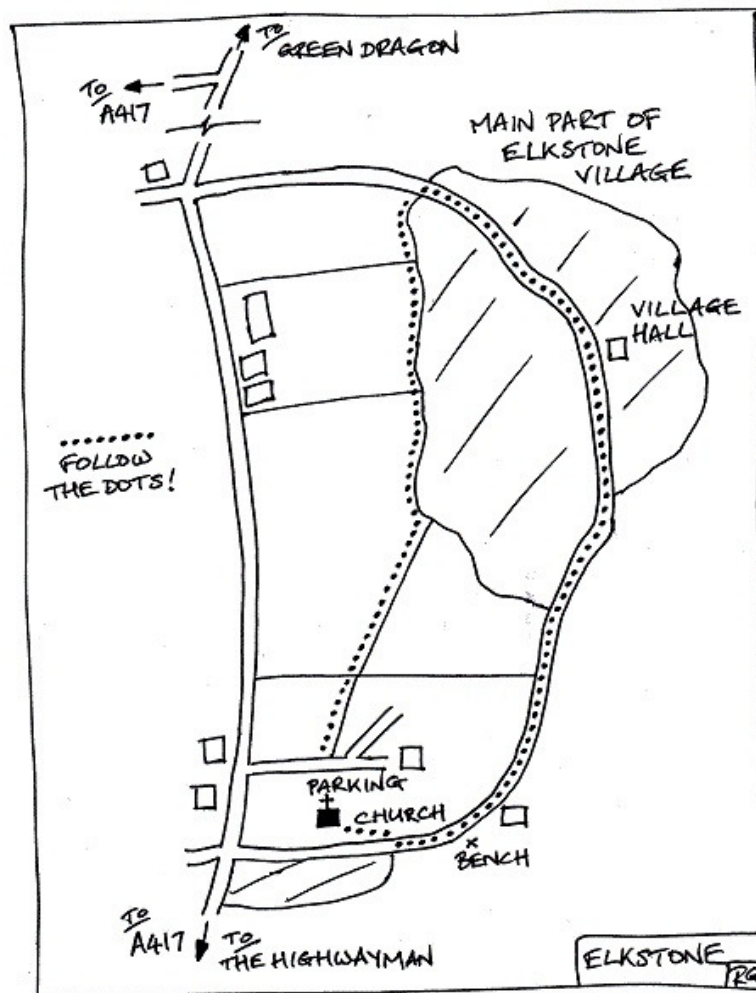 TO
GREEN DRAGON
TO
A417
MAIN PART OF
ELKSTONE
VILLAGE
VILLAGE
HALL
FOLLOW
THE DOTS!
PARKING
CHURCH
x
BENCH
TO
A417
TO
THE HIGHWAYMAN
ELKSTONE
RG